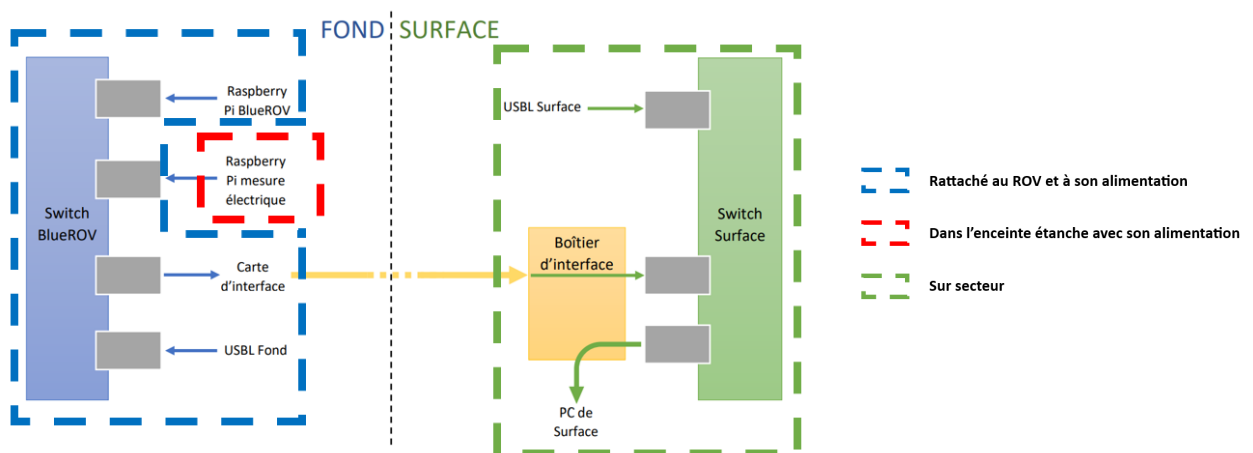 FOND SURFACE
Raspberry
Pi BlueROV
Raspberry
Pi mesure
électrique
Switch
BlueROV
Carte
d'interface
USBL Fond
USBL Surface
Boîtier
d'interface
Switch
Surface
PC de
Surface
Rattaché au ROV et à son alimentation
Dans l'enceinte étanche avec son alimentation
Sur secteur